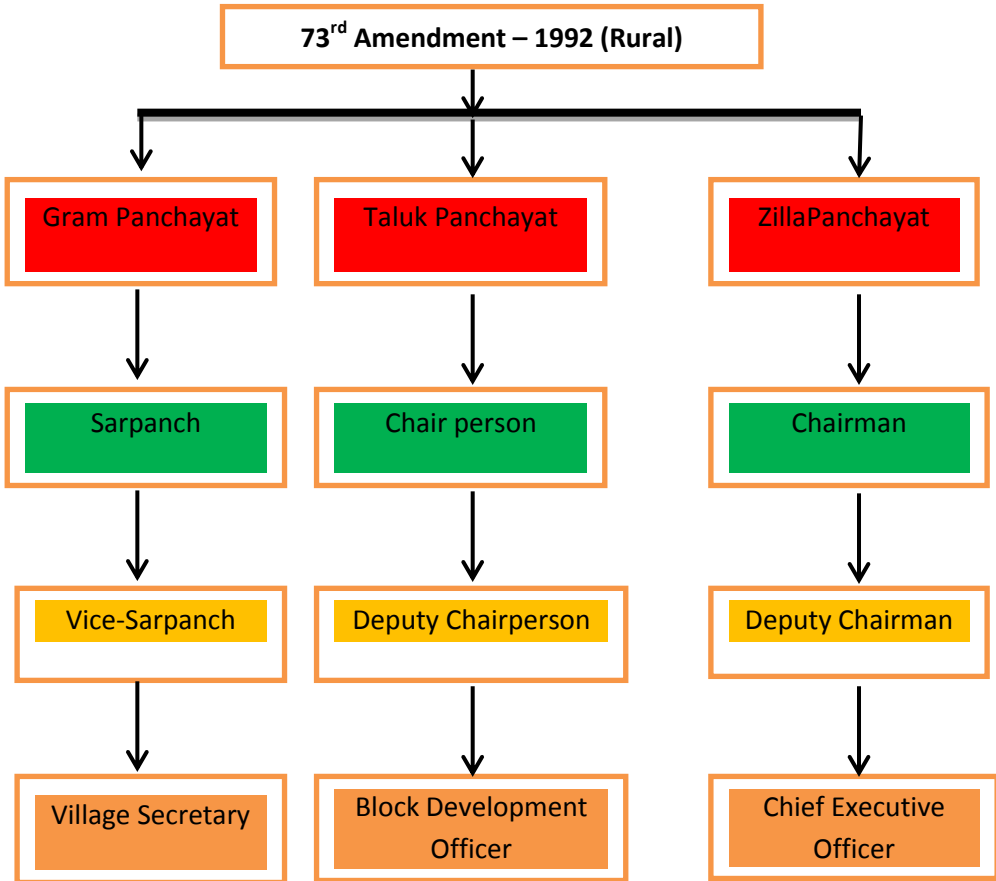 73rd Amendment – 1992 (Rural)
Gram Panchayat
Taluk Panchayat
ZillaPanchayat
Sarpanch
Chair person
Chairman
Vice-Sarpanch
Deputy Chairperson
Deputy Chairman
Village Secretary
Block Development
Officer
Chief Executive
Officer